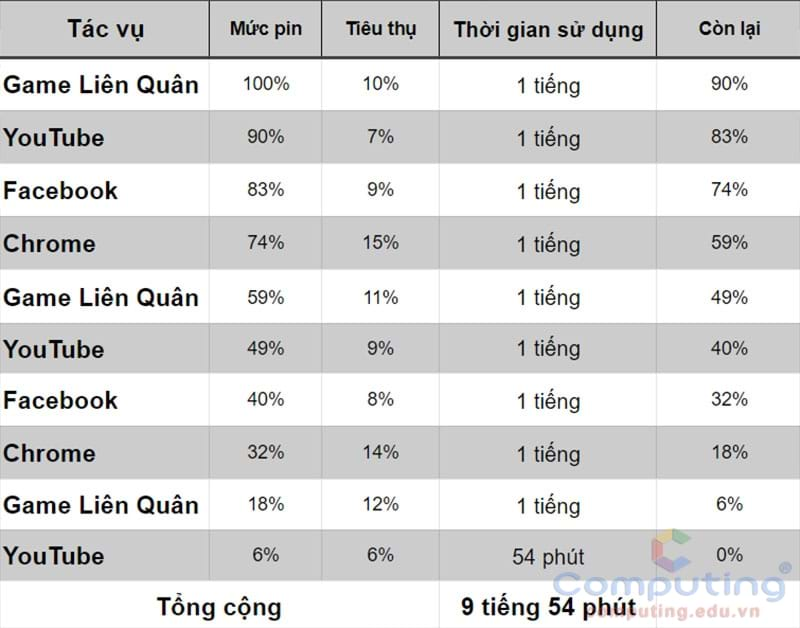 Tác vụ Mức pin Tiêu thụ Thời gian sử dụng Còn lại
Game Liên Quân 100% 10% 1 tiếng 90%
YouTube 90% 7% 1 tiếng 83%
Facebook 83% 9% 1 tiếng 74%
Chrome 74% 15% 1 tiếng 59%
Game Liên Quân 59% 11% 1 tiếng 49%
YouTube 49% 9% 1 tiếng 40%
Facebook 40% 8% 1 tiếng 32%
Chrome 32% 14% 1 tiếng 18%
Game Liên Quân 18% 12% 1 tiếng 6%
YouTube 6% 6% 54 phút 0%
Tổng cộng 9 tiếng 54 phút
Computing®
computing.edu.vn